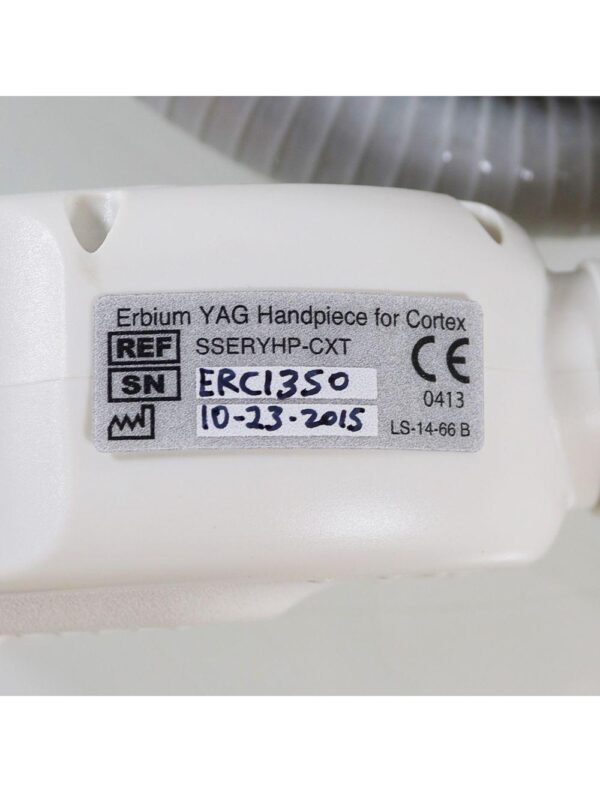 Erbium YAG Handpiece for Cortex
REF SSERYHP-CXT
SN ERC1350
CE
0413
10-23-2015
LS-14-66 B